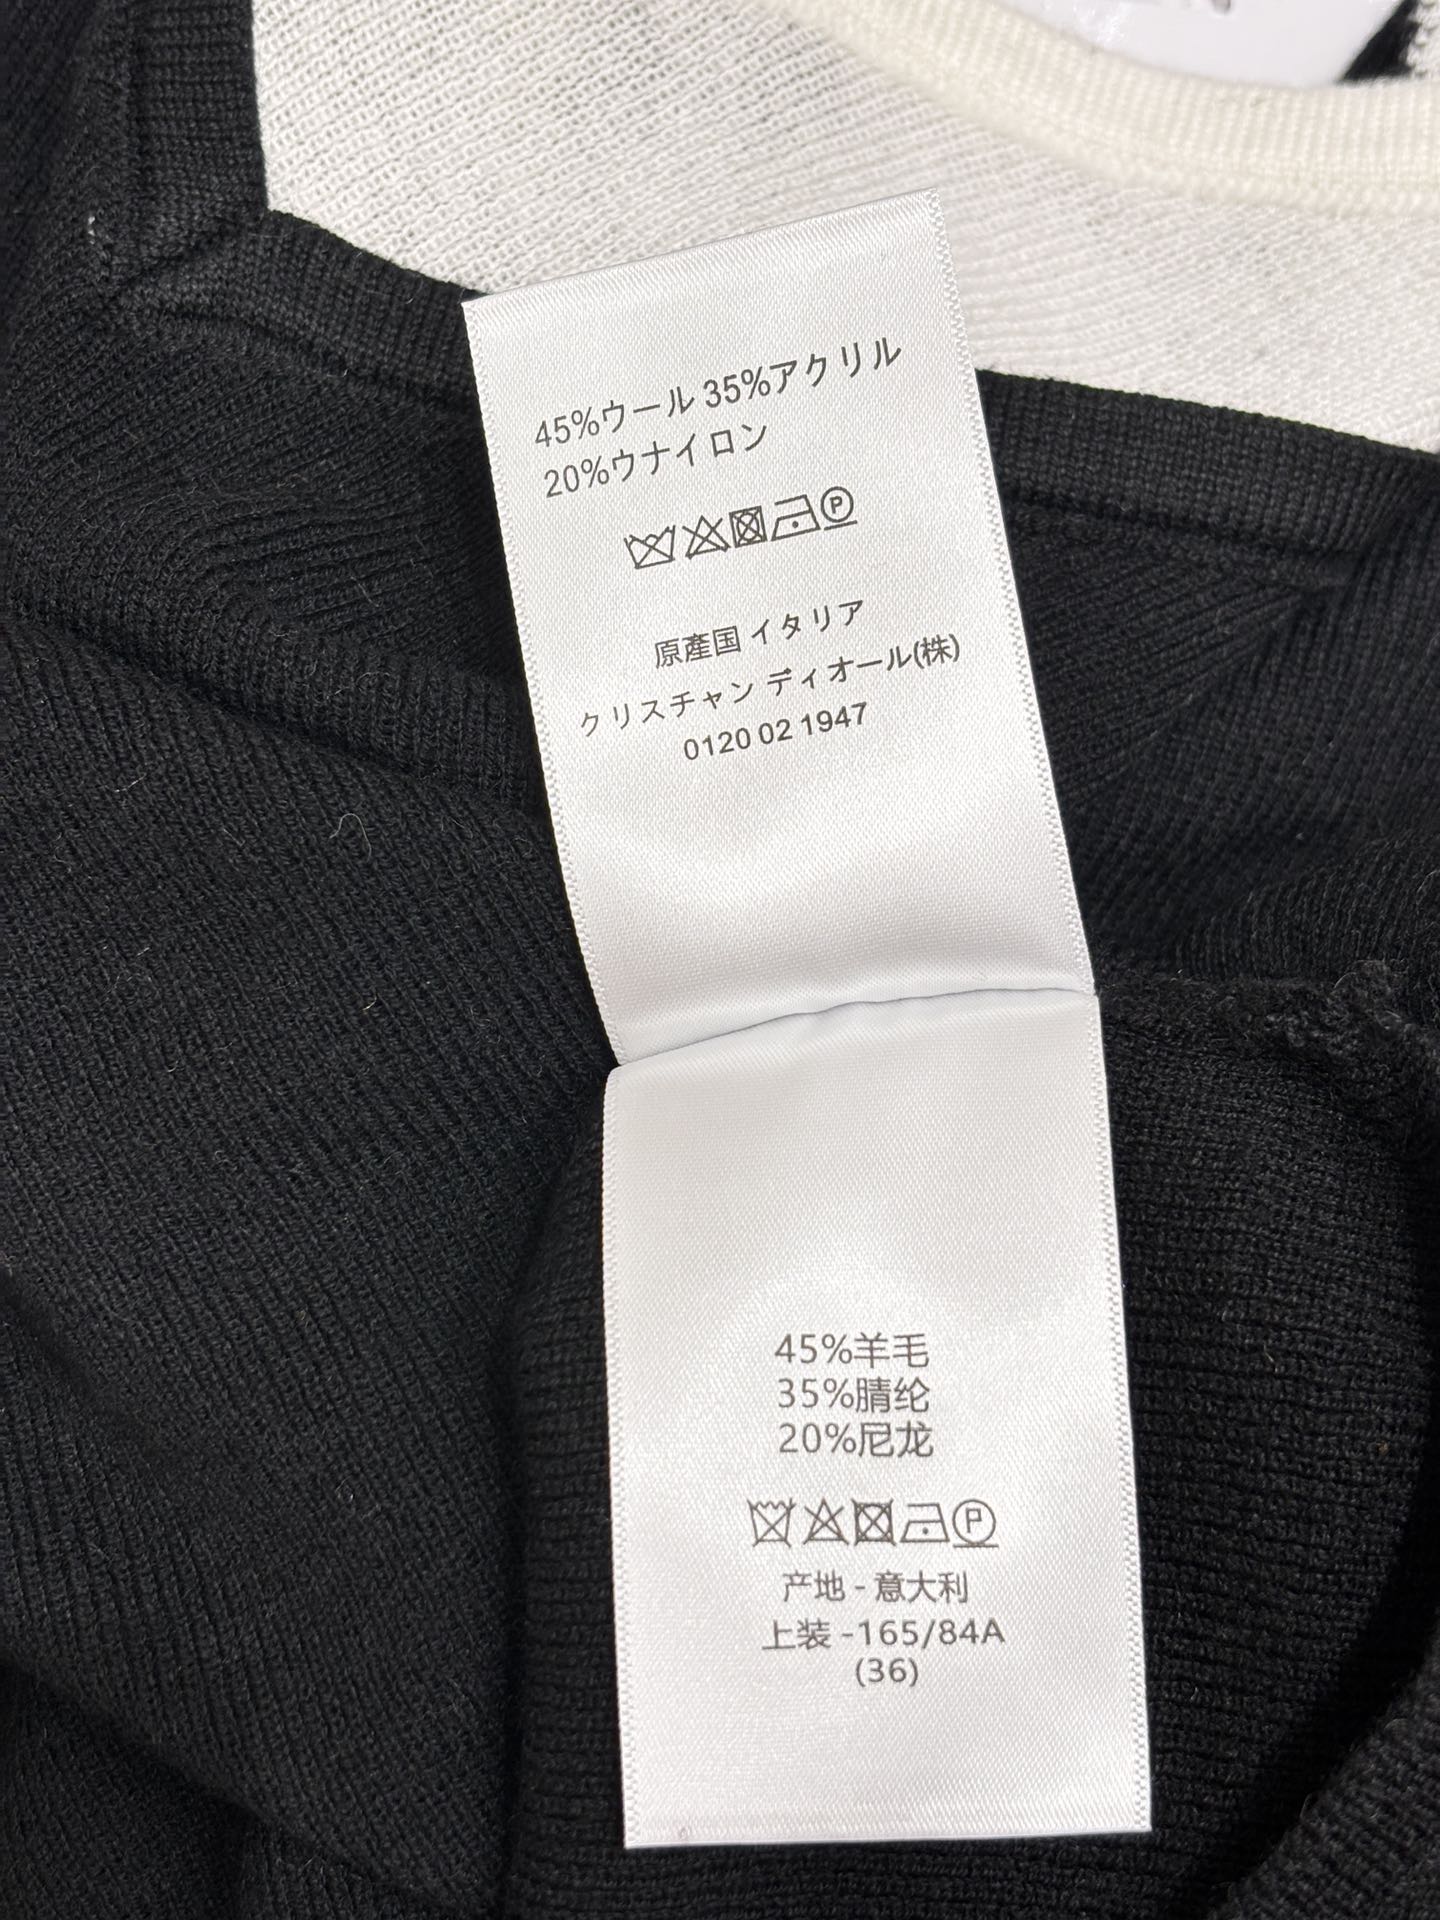 45%ウール 35%アクリル
20%ウナイロン
P
原產国 イタリア
クリスチャン ディオール(株)
0120 02 1947
45%羊毛
35%腈纶
20%尼龙
P
产地 - 意大利
上装 -165/84A
(36)